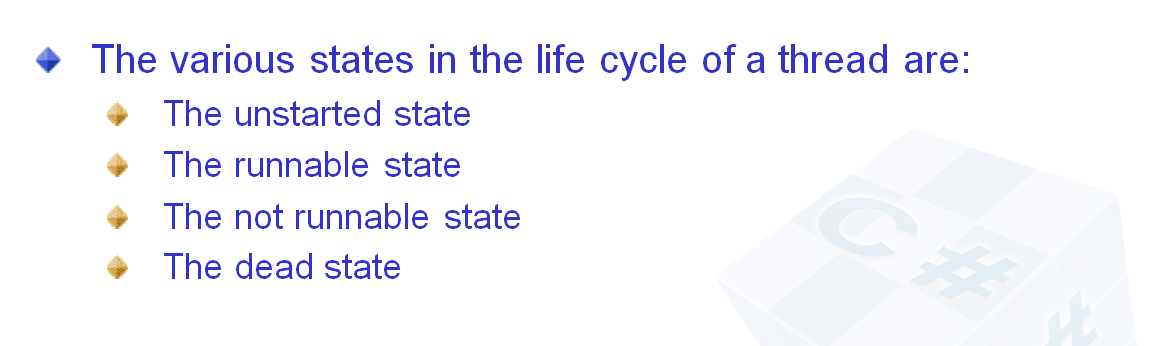 The various states in the life cycle of a thread are:
The unstarted state
The runnable state
The not runnable state
The dead state
C#
#